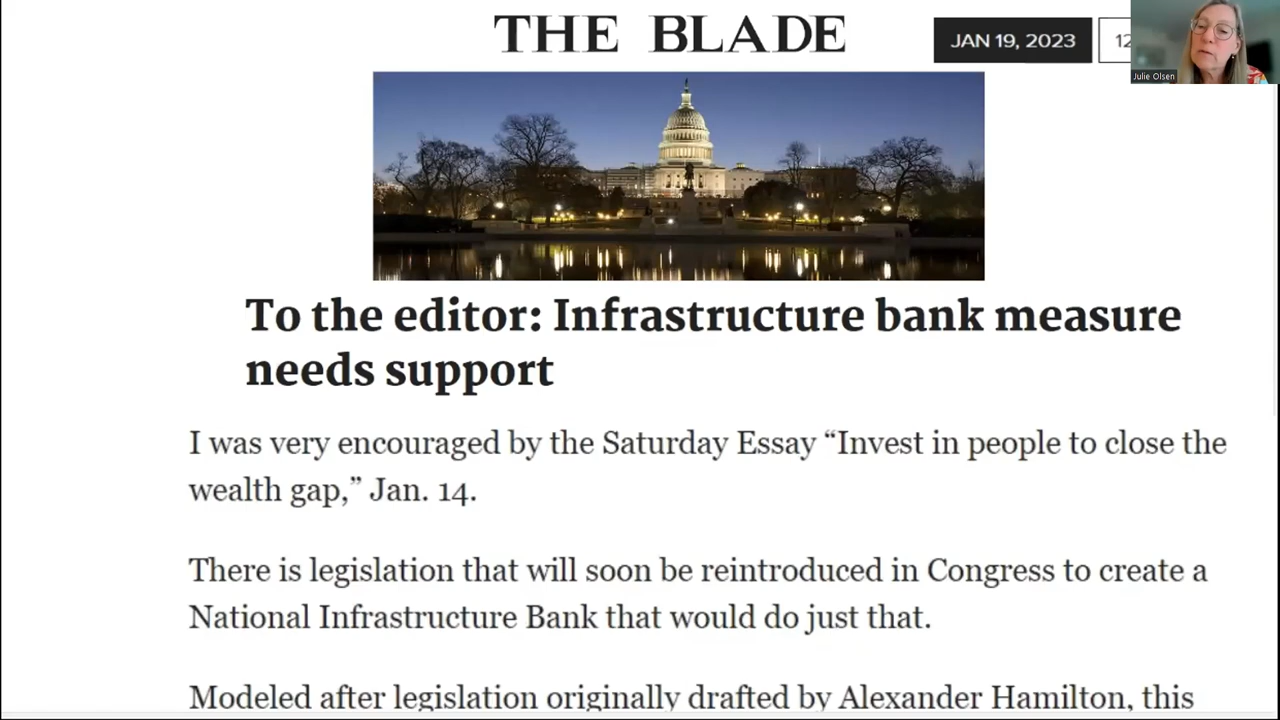 THE BLADE
JAN 19, 2023
12
Julie Olsen
To the editor: Infrastructure bank measure
needs support
I was very encouraged by the Saturday Essay “Invest in people to close the
wealth gap,” Jan. 14.
There is legislation that will soon be reintroduced in Congress to create a
National Infrastructure Bank that would do just that.
Modeled after legislation originally drafted by Alexander Hamilton, this